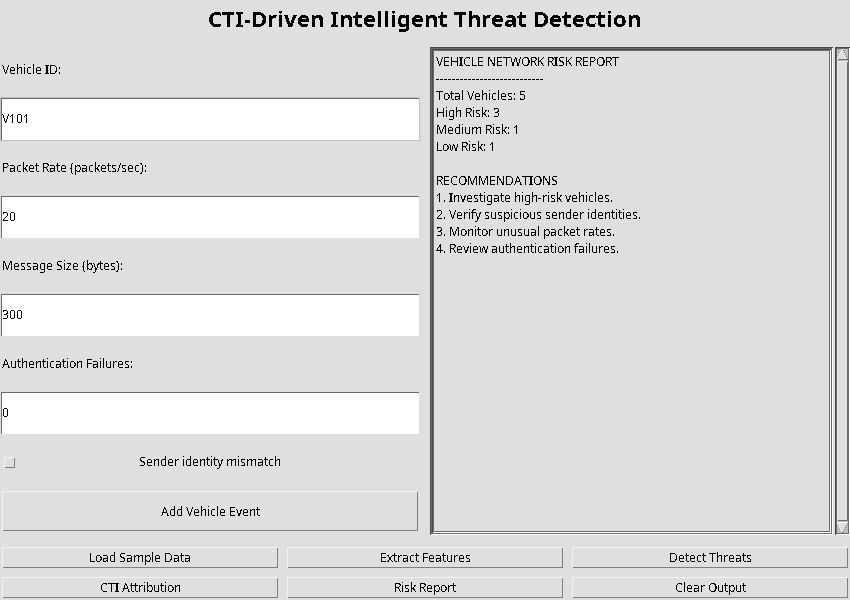 CTI-Driven Intelligent Threat Detection
Vehicle ID:
V101
Packet Rate (packets/sec):
20
Message Size (bytes):
300
Authentication Failures:
0
Sender identity mismatch
Add Vehicle Event
VEHICLE NETWORK RISK REPORT
---------------------------
Total Vehicles: 5
High Risk: 3
Medium Risk: 1
Low Risk: 1
RECOMMENDATIONS
1. Investigate high-risk vehicles.
2. Verify suspicious sender identities.
3. Monitor unusual packet rates.
4. Review authentication failures.
Load Sample Data
Extract Features
Detect Threats
CTI Attribution
Risk Report
Clear Output